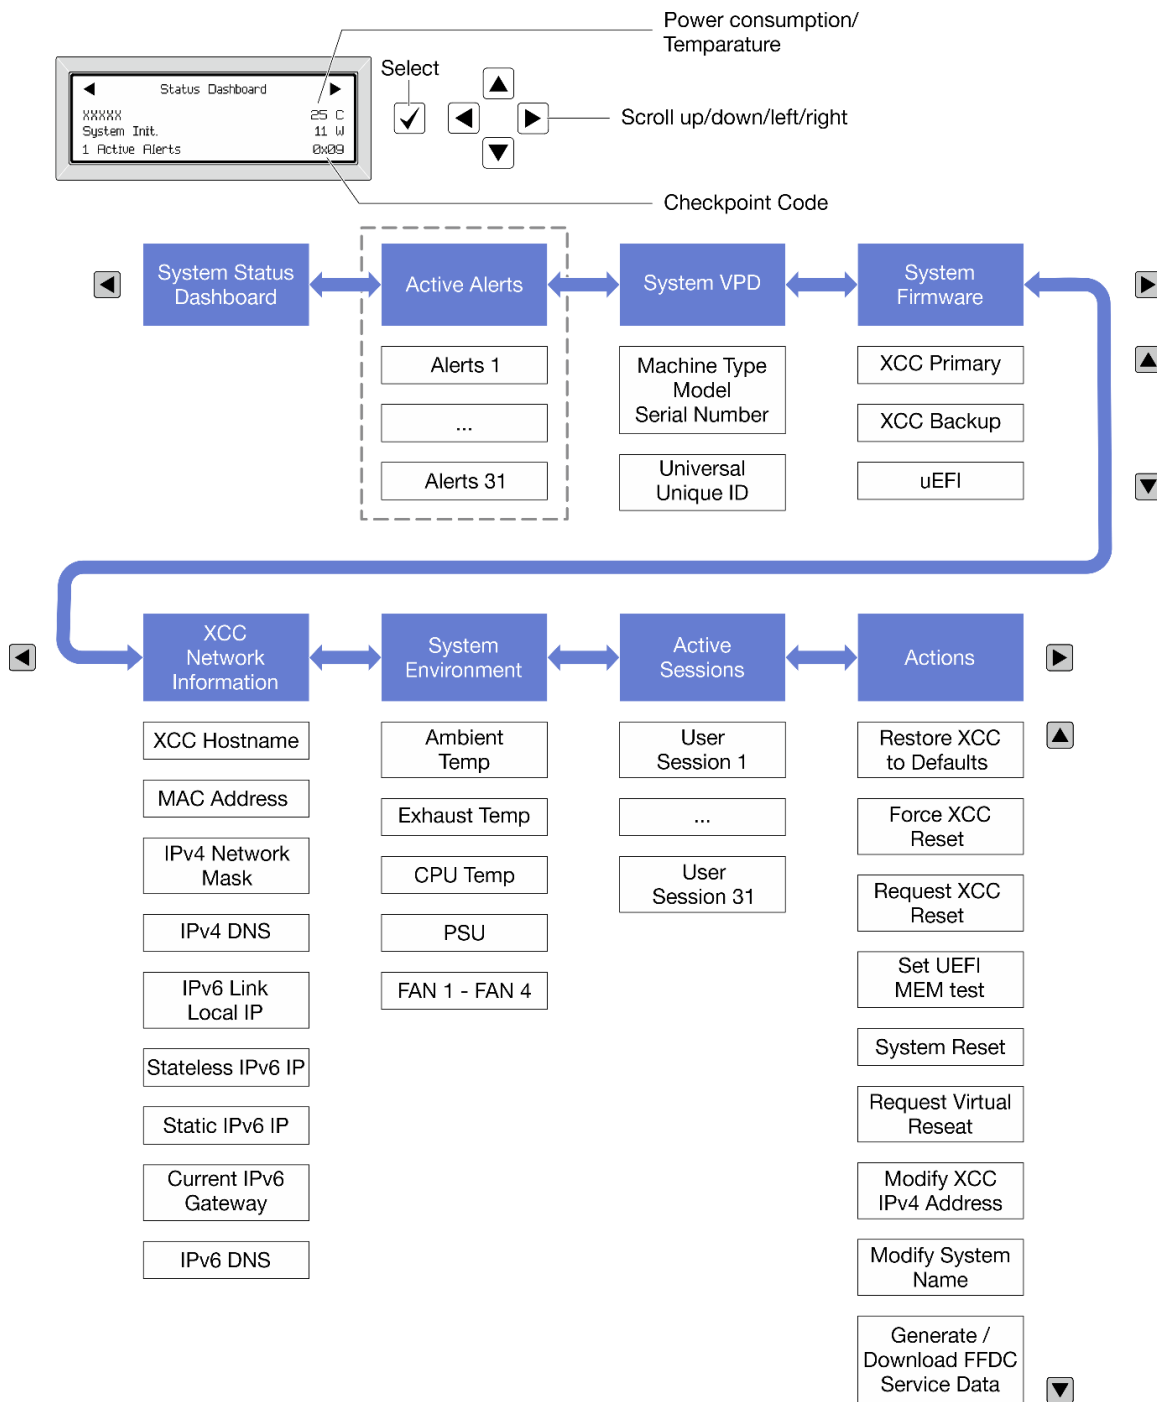 Power consumption/
Temparature
Select
Status Dashboard
XXXXX 25 C
System Init. 11 W
1 Active Alerts 0x09
Scroll up/down/left/right
Checkpoint Code
System Status
Dashboard
Active Alerts
System VPD
System
Firmware
Alerts 1
...
Alerts 31
Machine Type
Model
Serial Number
Universal
Unique ID
XCC Primary
XCC Backup
uEFI
XCC
Network
Information
System
Environment
Active
Sessions
Actions
XCC Hostname
MAC Address
IPv4 Network
Mask
IPv4 DNS
IPv6 Link
Local IP
Stateless IPv6 IP
Static IPv6 IP
Current IPv6
Gateway
IPv6 DNS
Ambient
Temp
Exhaust Temp
CPU Temp
PSU
FAN 1 - FAN 4
User
Session 1
...
User
Session 31
Restore XCC
to Defaults
Force XCC
Reset
Request XCC
Reset
Set UEFI
MEM test
System Reset
Request Virtual
Reseat
Modify XCC
IPv4 Address
Modify System
Name
Generate /
Download FFDC
Service Data